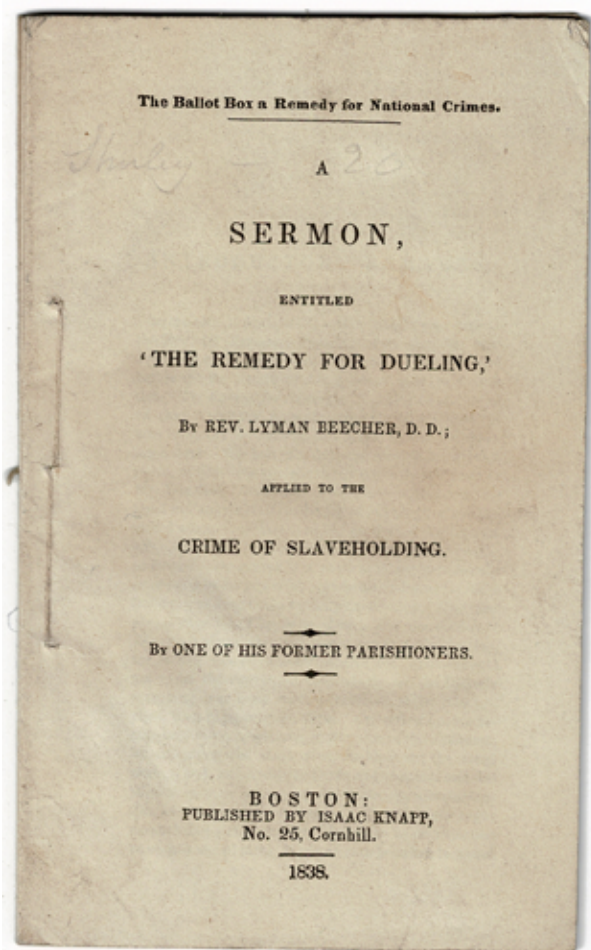 The Ballot Box a Remedy for National Crimes.
A
SERMON,
ENTITLED
‘THE REMEDY FOR DUELING,’
By REV. LYMAN BEECHER, D. D.;
APPLIED TO THE
CRIME OF SLAVEHOLDING.
By ONE OF HIS FORMER PARISHIONERS.
BOSTON:
PUBLISHED BY ISAAC KNAPP,
No. 25, Cornhill.
1838.